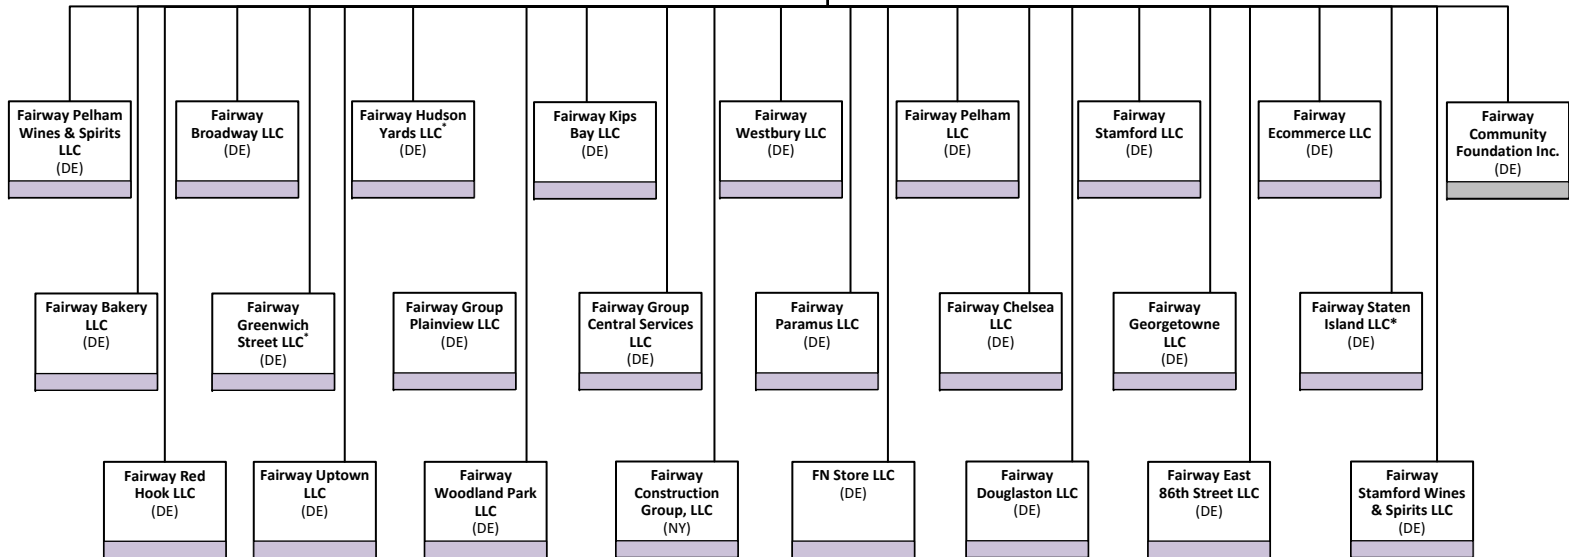 Fairway Pelham
Wines & Spirits
LLC
(DE)
Fairway
Broadway LLC
(DE)
Fairway Hudson
Yards LLC*
(DE)
Fairway Kips
Bay LLC
(DE)
Fairway
Westbury LLC
(DE)
Fairway Pelham
LLC
(DE)
Fairway
Stamford LLC
(DE)
Fairway
Ecommerce LLC
(DE)
Fairway
Community
Foundation Inc.
(DE)
Fairway Bakery
LLC
(DE)
Fairway
Greenwich
Street LLC*
(DE)
Fairway Group
Plainview LLC
(DE)
Fairway Group
Central Services
LLC
(DE)
Fairway
Paramus LLC
(DE)
Fairway Chelsea
LLC
(DE)
Fairway
Georgetowne
LLC
(DE)
Fairway Staten
Island LLC*
(DE)
Fairway Red
Hook LLC
(DE)
Fairway Uptown
LLC
(DE)
Fairway
Woodland Park
LLC
(DE)
Fairway
Construction
Group, LLC
(NY)
FN Store LLC
(DE)
Fairway
Douglaston LLC
(DE)
Fairway East
86th Street LLC
(DE)
Fairway
Stamford Wines
& Spirits LLC
(DE)